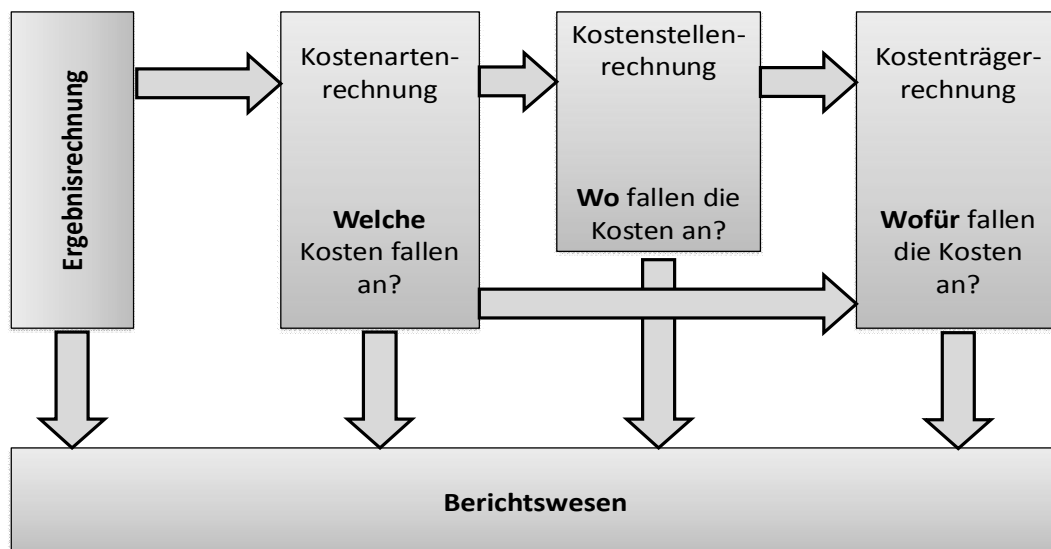 Ergebnisrechnung
Kostenarten-
rechnung
Welche
Kosten fallen
an?
Kostenstellen-
rechnung
Wo fallen die
Kosten an?
Kostenträger-
rechnung
Wofür fallen
die Kosten
an?
Berichtswesen